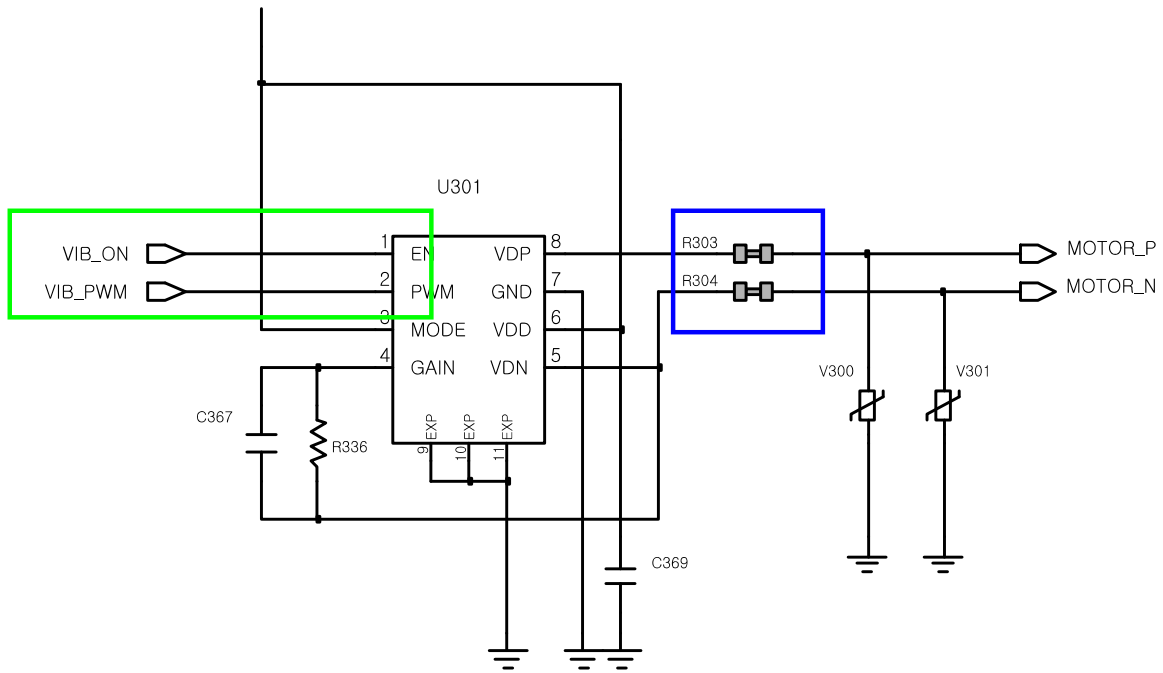 U301
VIB_ON
1
EN
VDP
8
R303
MOTOR_P
VIB_PWM
2
PWM
GND
7
R304
MOTOR_N
3
MODE
VDD
6
4
GAIN
VDN
5
V300
V301
C367
R336
EXP
EXP
EXP
9
10
11
C369